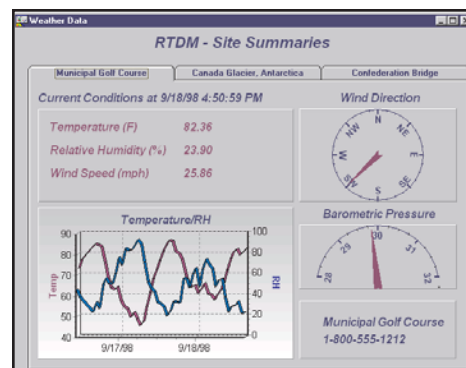 Weather Data
RTDM - Site Summaries
Municipal Golf Course
Canada Glacier, Antarctica
Confederation Bridge
Current Conditions at 9/18/98 4:50:59 PM
Temperature (F) 82.36
Relative Humidity (%) 23.90
Wind Speed (mph) 25.86
Wind Direction
N
NE
E
SE
S
SW
W
NW
Temperature/RH
90
80
70
60
50
40
Temp
100
80
60
40
20
0
RH
9/17/98 9/18/98
Barometric Pressure
28 29 30 31 32
Municipal Golf Course
1-800-555-1212